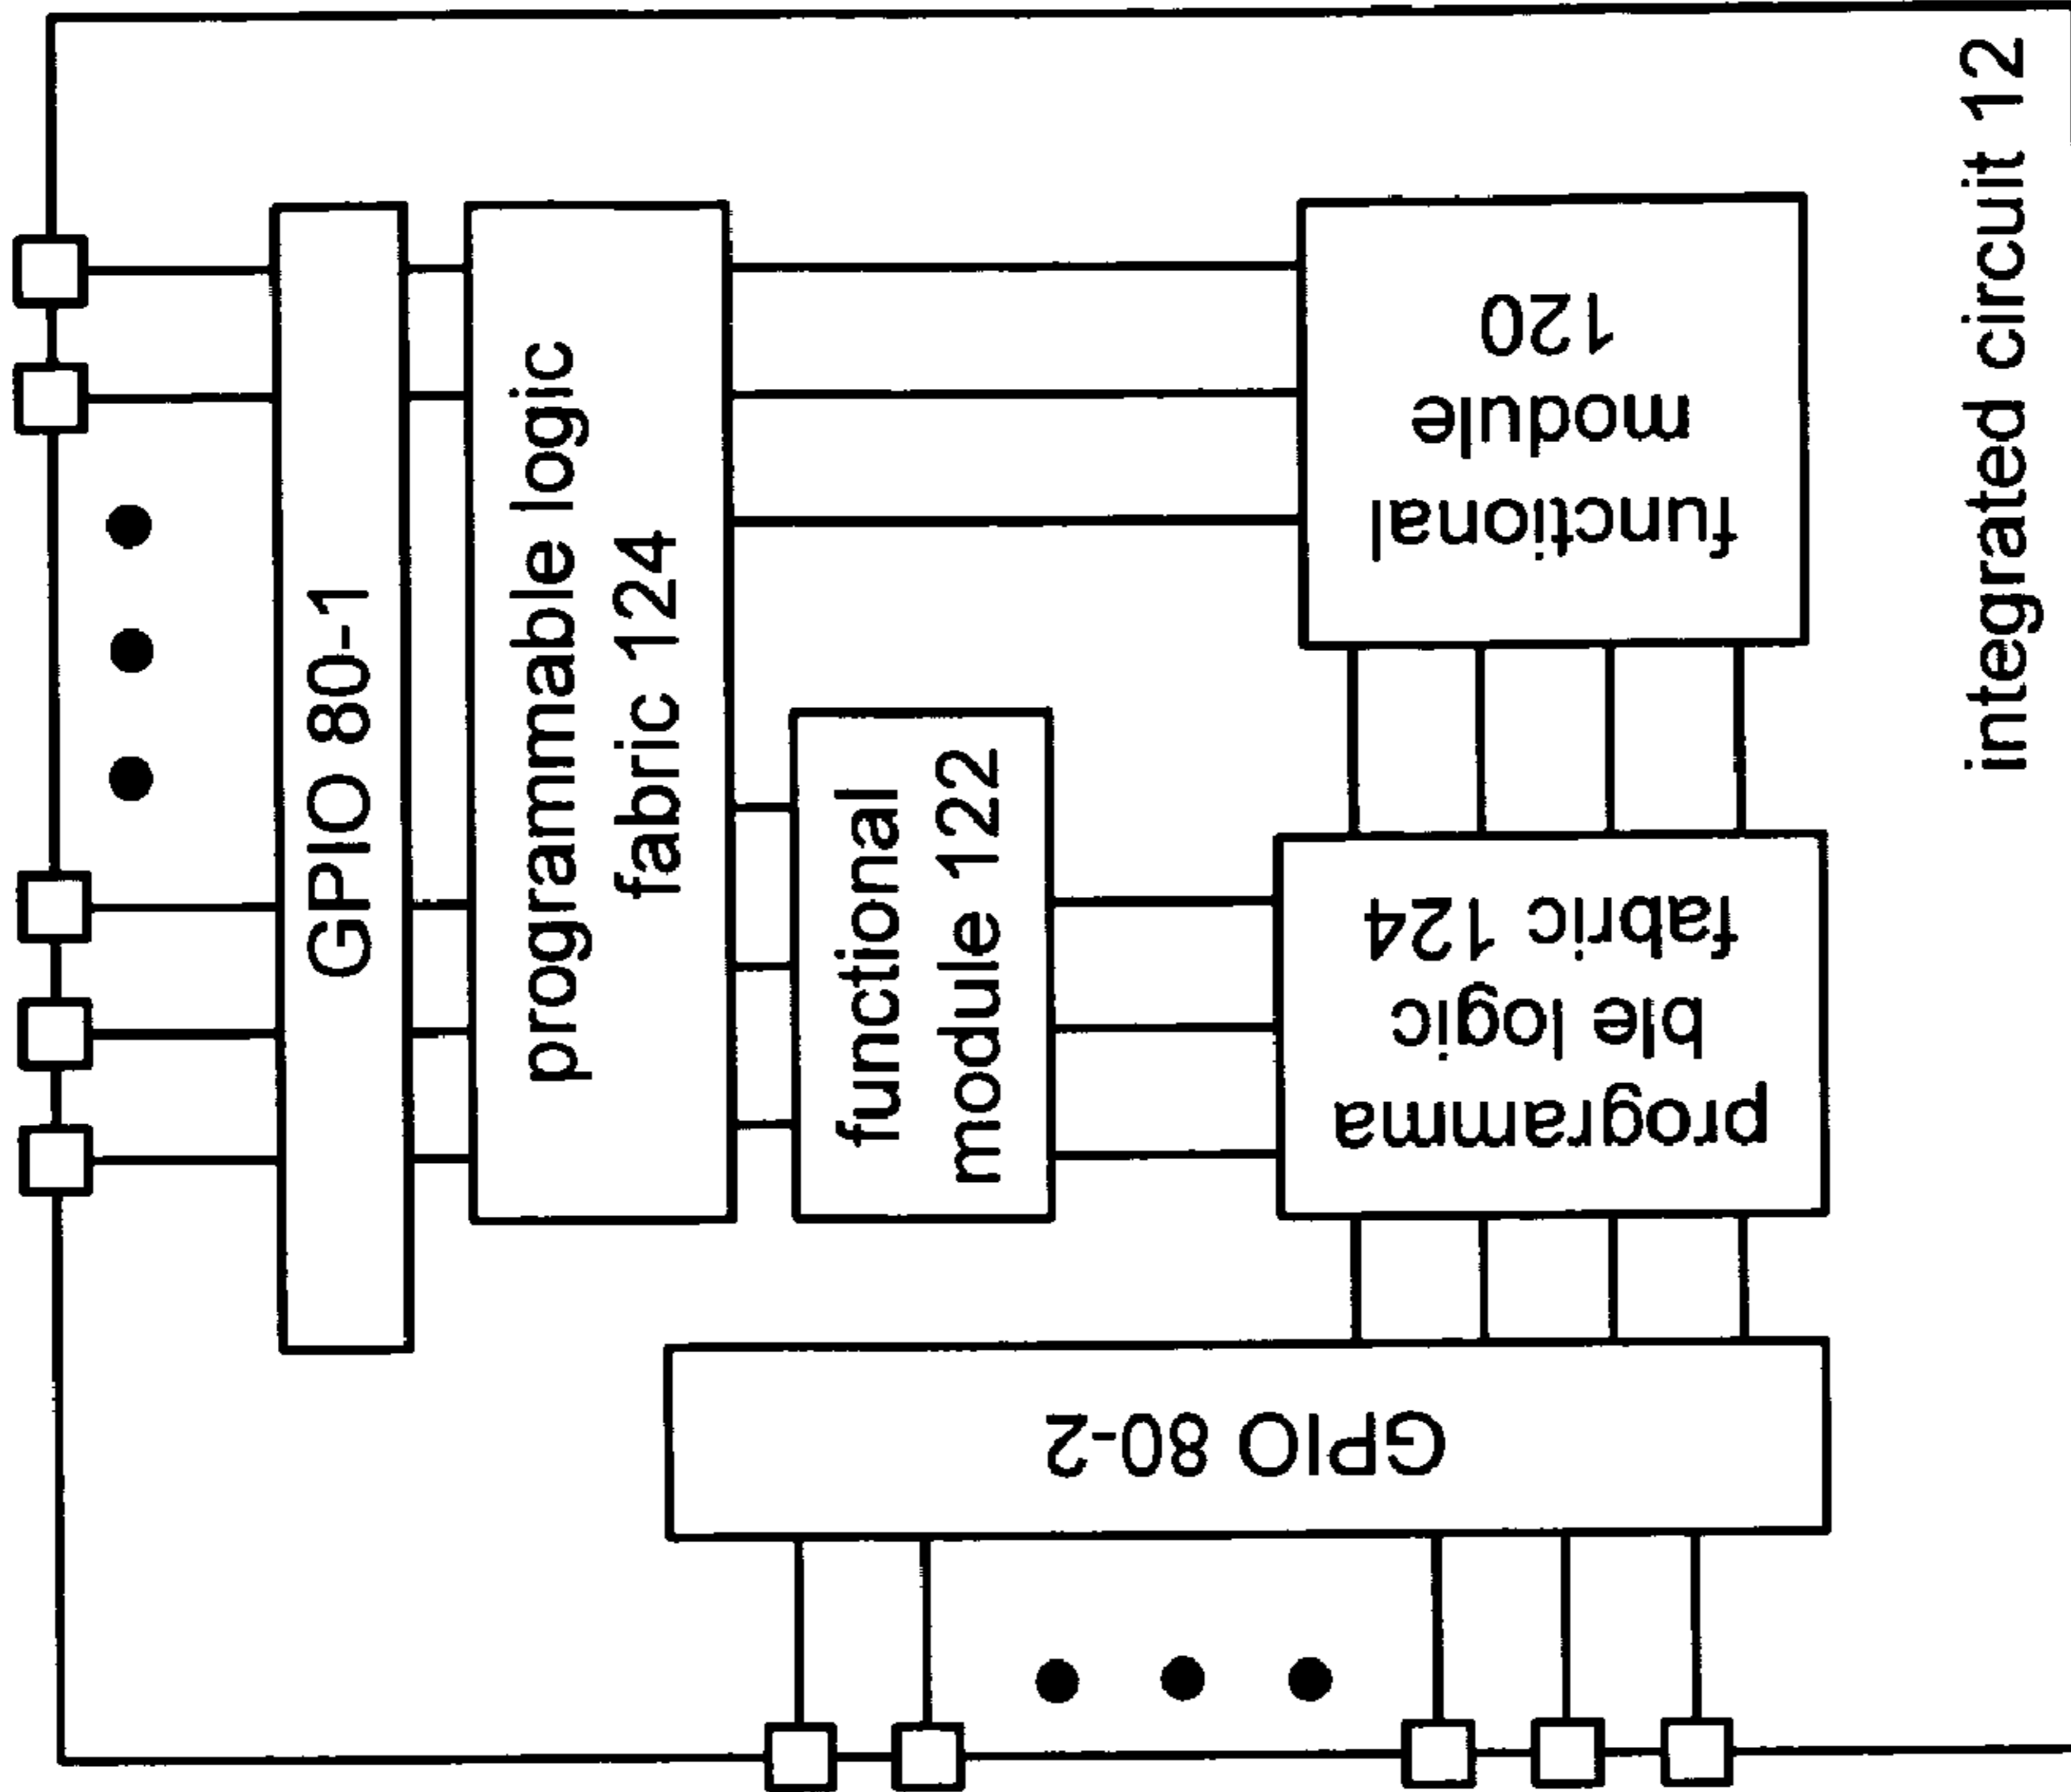 GPIO 80-1
programmable logic
fabric 124
functional
module 122
functional
module
120
programma
ble logic
fabric 124
GPIO 80-2
integrated circuit 12